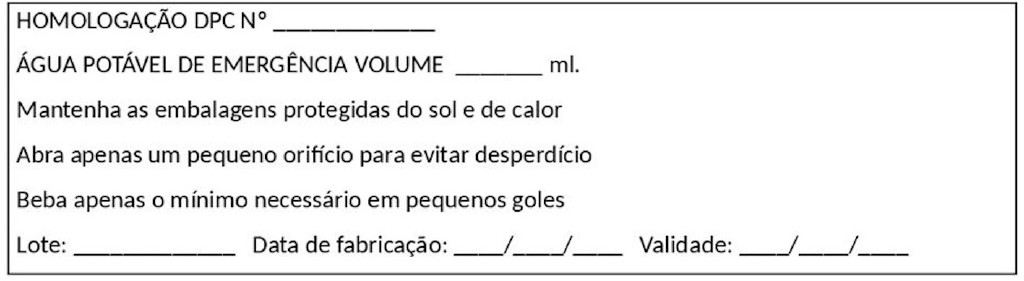 HOMOLOGAÇÃO DPC Nº _____________
ÁGUA POTÁVEL DE EMERGÊNCIA VOLUME _______ ml.
Mantenha as embalagens protegidas do sol e de calor
Abra apenas um pequeno orifício para evitar desperdício
Beba apenas o mínimo necessário em pequenos goles
Lote: _____________ Data de fabricação: ____/____/____ Validade: ____/____/____